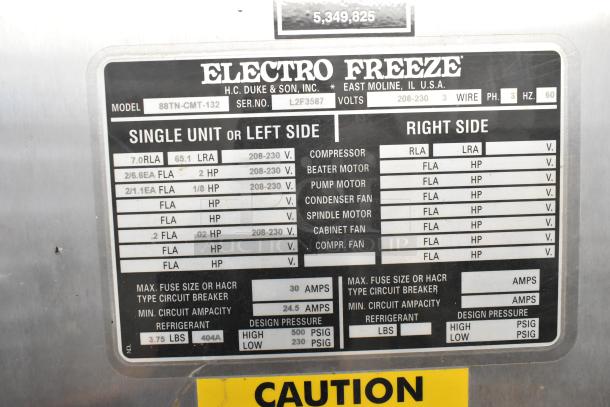 5,349,825
ELECTRO FREEZE
H.C. DUKE & SON, INC. * EAST MOLINE, IL U.S.A.
MODEL 88TN-CMT-132 SER.NO. L2F3587 VOLTS 208-230 3 WIRE PH. 3 HZ. 60
SINGLE UNIT OR LEFT SIDE RIGHT SIDE
7.0 RLA 65.1 LRA 208-230 V. COMPRESSOR RLA LRA V.
2/6.6EA FLA 2 HP 208-230 V. BEATER MOTOR FLA HP V.
2/1.1EA FLA 1/8 HP 208-230 V. PUMP MOTOR FLA HP V.
FLA HP V. CONDENSER FAN FLA HP V.
FLA HP V. SPINDLE MOTOR FLA HP V.
.2 FLA .02 HP 208-230 V. CABINET FAN FLA HP V.
FLA HP V. COMPR. FAN FLA HP V.
FLA HP V. FLA HP V.
MAX. FUSE SIZE OR HACR TYPE CIRCUIT BREAKER 30 AMPS MAX. FUSE SIZE OR HACR TYPE CIRCUIT BREAKER AMPS
MIN. CIRCUIT AMPACITY 24.5 AMPS MIN. CIRCUIT AMPACITY AMPS
REFRIGERANT DESIGN PRESSURE REFRIGERANT DESIGN PRESSURE
3.75 LBS 404A HIGH 500 PSIG LBS HIGH PSIG
LOW 230 PSIG LOW PSIG
CAUTION